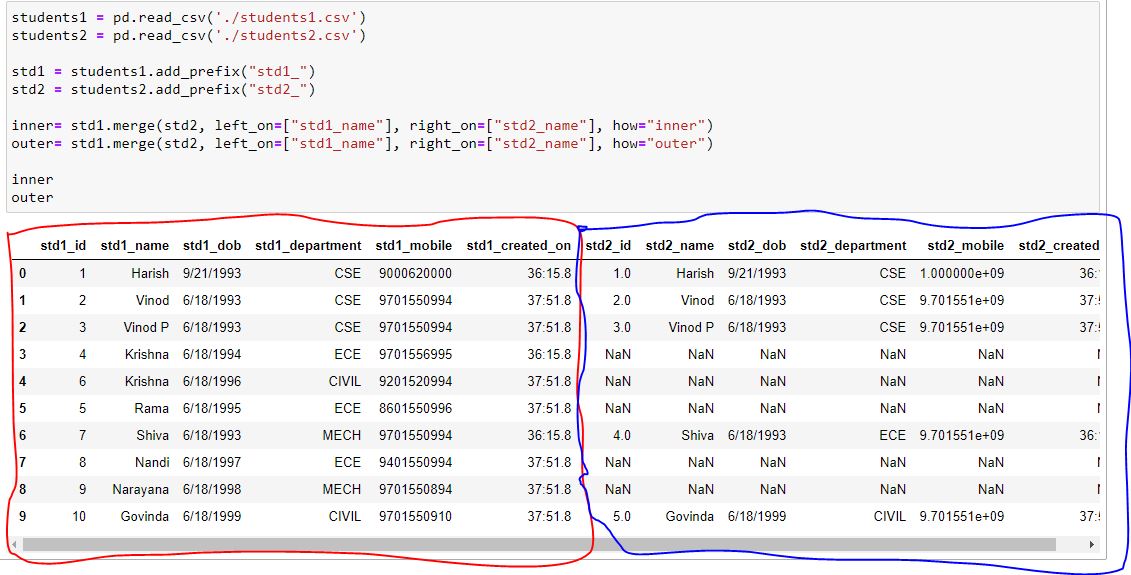 students1 = pd.read_csv('./students1.csv')
students2 = pd.read_csv('./students2.csv')
std1 = students1.add_prefix("std1_")
std2 = students2.add_prefix("std2_")
inner= std1.merge(std2, left_on=["std1_name"], right_on=["std2_name"], how="inner")
outer= std1.merge(std2, left_on=["std1_name"], right_on=["std2_name"], how="outer")
inner
outer
std1_id std1_name std1_dob std1_department std1_mobile std1_created_on std2_id std2_name std2_dob std2_department std2_mobile std2_created
0 1 Harish 9/21/1993 CSE 9000620000 36:15.8 1.0 Harish 9/21/1993 CSE 1.000000e+09 36:
1 2 Vinod 6/18/1993 CSE 9701550994 37:51.8 2.0 Vinod 6/18/1993 CSE 9.701551e+09 37:
2 3 Vinod P 6/18/1993 CSE 9701550994 37:51.8 3.0 Vinod P 6/18/1993 CSE 9.701551e+09 37:
3 4 Krishna 6/18/1994 ECE 9701556995 36:15.8 NaN NaN NaN NaN NaN
4 6 Krishna 6/18/1996 CIVIL 9201520994 37:51.8 NaN NaN NaN NaN NaN
5 5 Rama 6/18/1995 ECE 8601550996 37:51.8 NaN NaN NaN NaN NaN
6 7 Shiva 6/18/1993 MECH 9701550994 36:15.8 4.0 Shiva 6/18/1993 ECE 9.701551e+09 36:
7 8 Nandi 6/18/1997 ECE 9401550994 37:51.8 NaN NaN NaN NaN NaN
8 9 Narayana 6/18/1998 MECH 9701550894 37:51.8 NaN NaN NaN NaN NaN
9 10 Govinda 6/18/1999 CIVIL 9701550910 37:51.8 5.0 Govinda 6/18/1999 CIVIL 9.701551e+09 37: